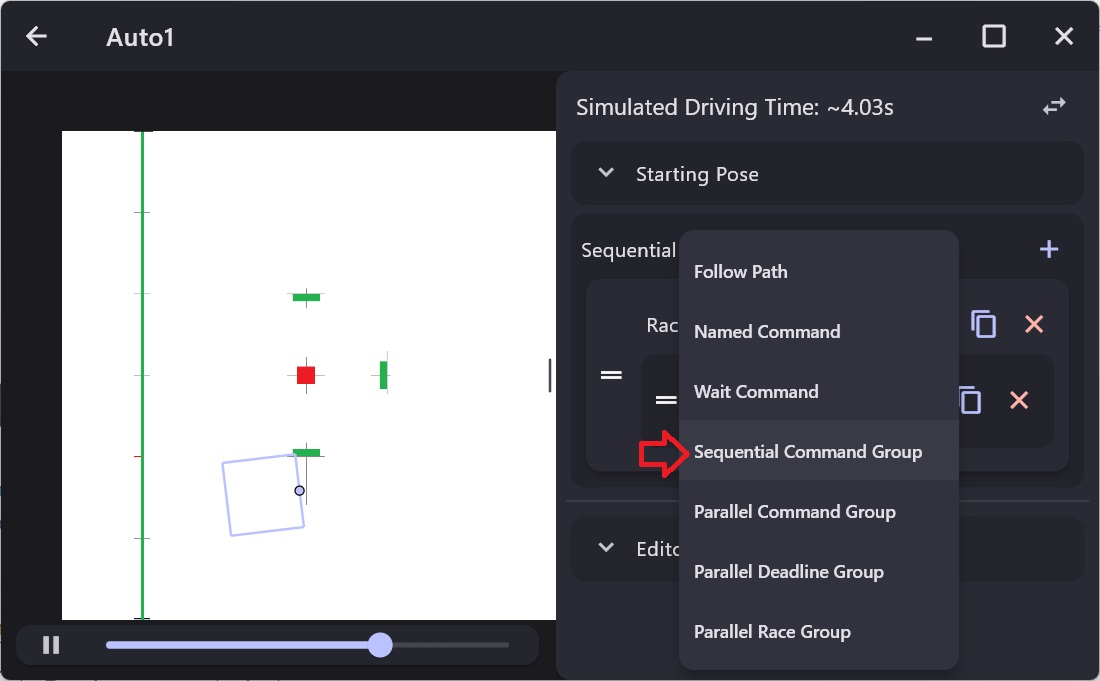 Auto1
Simulated Driving Time: ~4.03s
Starting Pose
Sequential
Follow Path
Rac
Named Command
Wait Command
Sequential Command Group
Parallel Command Group
Edito
Parallel Deadline Group
Parallel Race Group